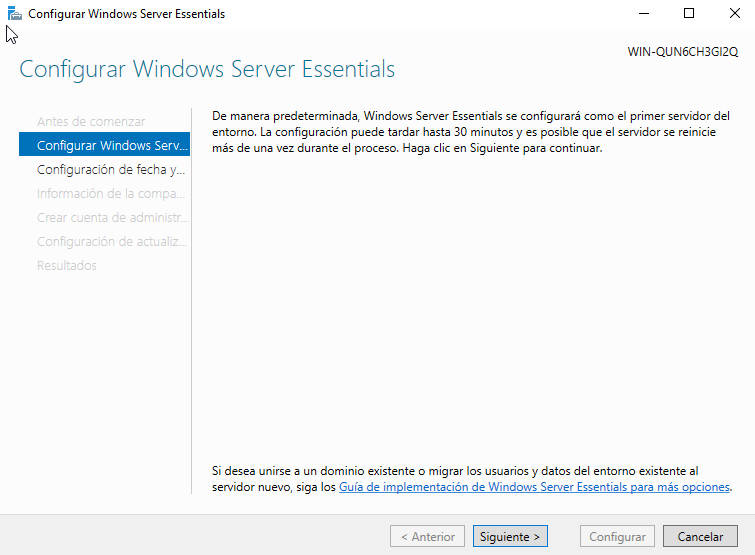 Configurar Windows Server Essentials
WIN-QUN6CH3GI2Q
Configurar Windows Server Essentials
Antes de comenzar
Configurar Windows Serv...
Configuración de fecha y...
Información de la compa...
Crear cuenta de administr...
Configuración de actualiz...
Resultados
De manera predeterminada, Windows Server Essentials se configurará como el primer servidor del
entorno. La configuración puede tardar hasta 30 minutos y es posible que el servidor se reinicie
más de una vez durante el proceso. Haga clic en Siguiente para continuar.
Si desea unirse a un dominio existente o migrar los usuarios y datos del entorno existente al
servidor nuevo, siga los Guía de implementación de Windows Server Essentials para más opciones.
< Anterior
Siguiente >
Configurar
Cancelar